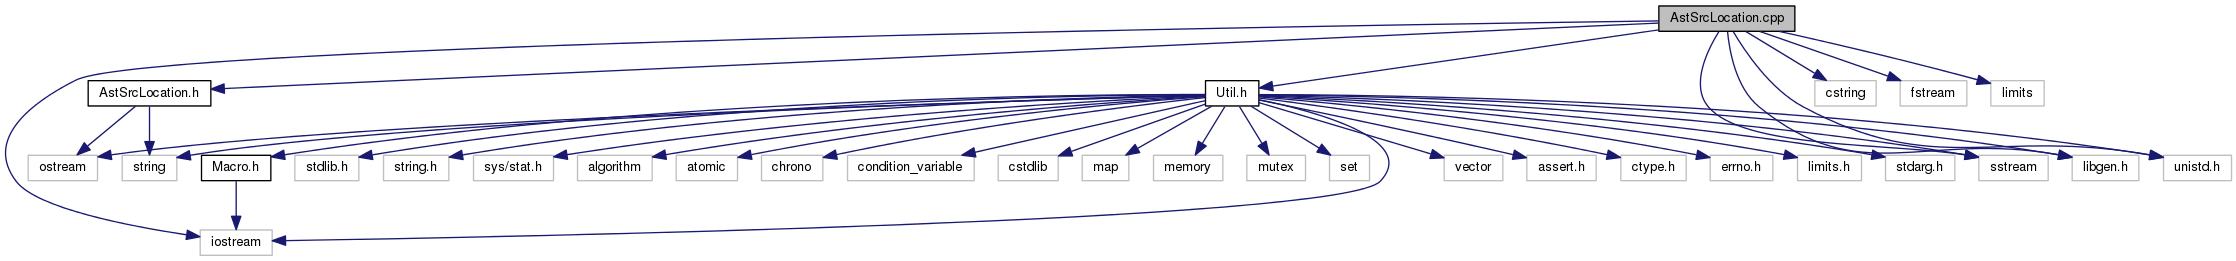 AstSrcLocation.cpp
AstSrcLocation.h
Util.h
cstring
fstream
limits
ostream
string
Macro.h
stdlib.h
string.h
sys/stat.h
algorithm
atomic
chrono
condition_variable
cstdlib
map
memory
mutex
set
vector
assert.h
ctype.h
errno.h
limits.h
stdarg.h
sstream
libgen.h
unistd.h
iostream